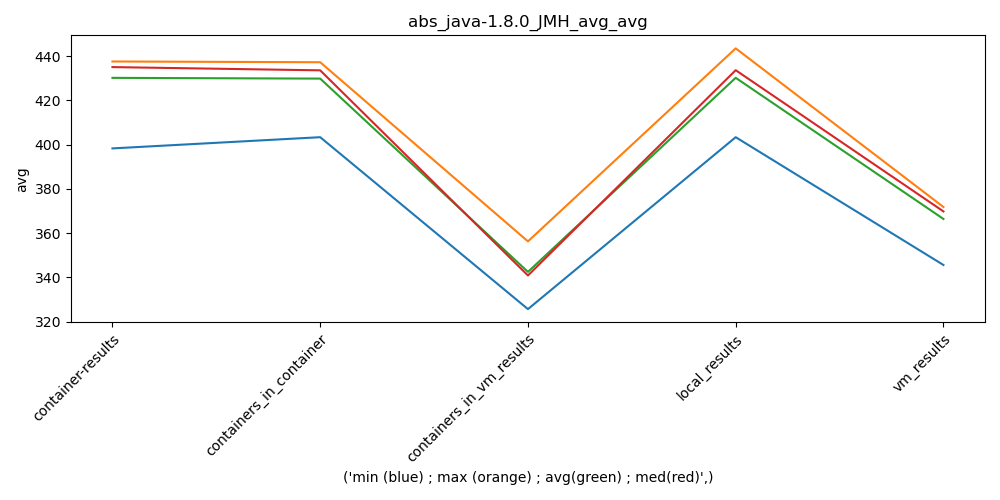 abs_java-1.8.0_JMH_avg_avg
avg
440
420
400
380
360
340
320
container-results
containers_in_container
containers_in_vm_results
local_results
vm_results
('min (blue) ; max (orange) ; avg(green) ; med(red)',)